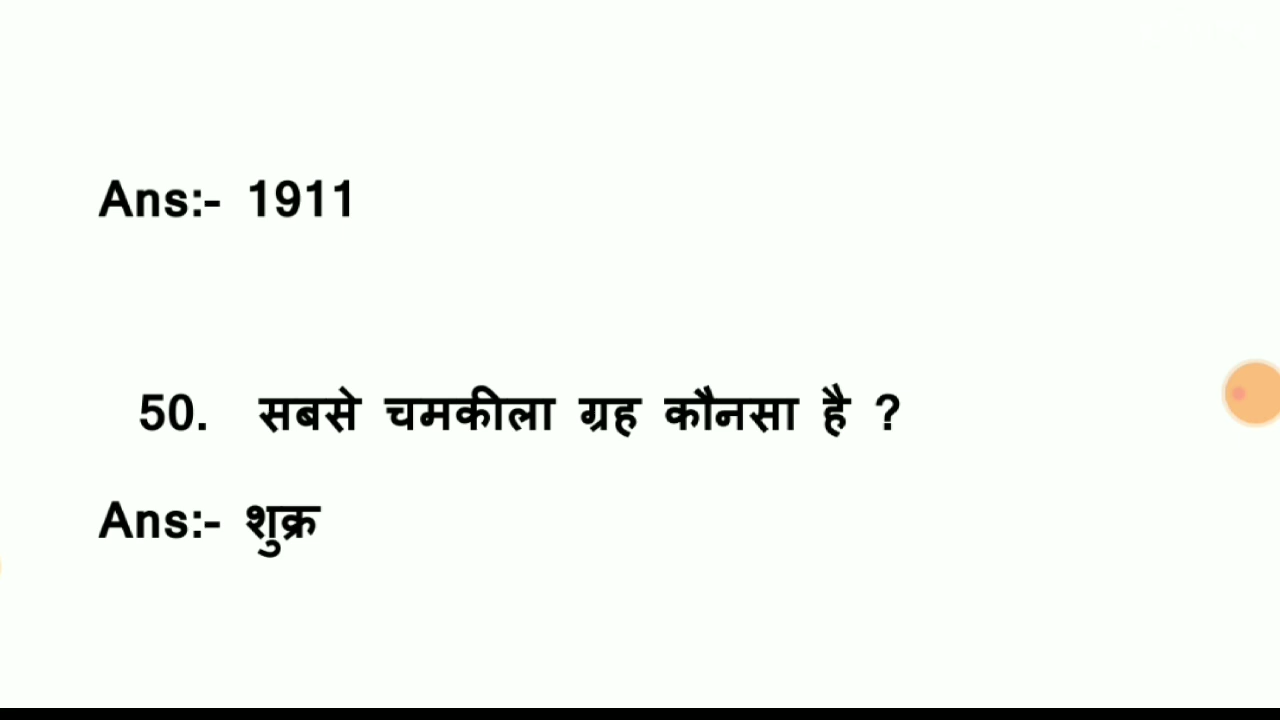 Ans:- 1911
50. सबसे चमकीला ग्रह कौनसा है ?
Ans:- शुक्र